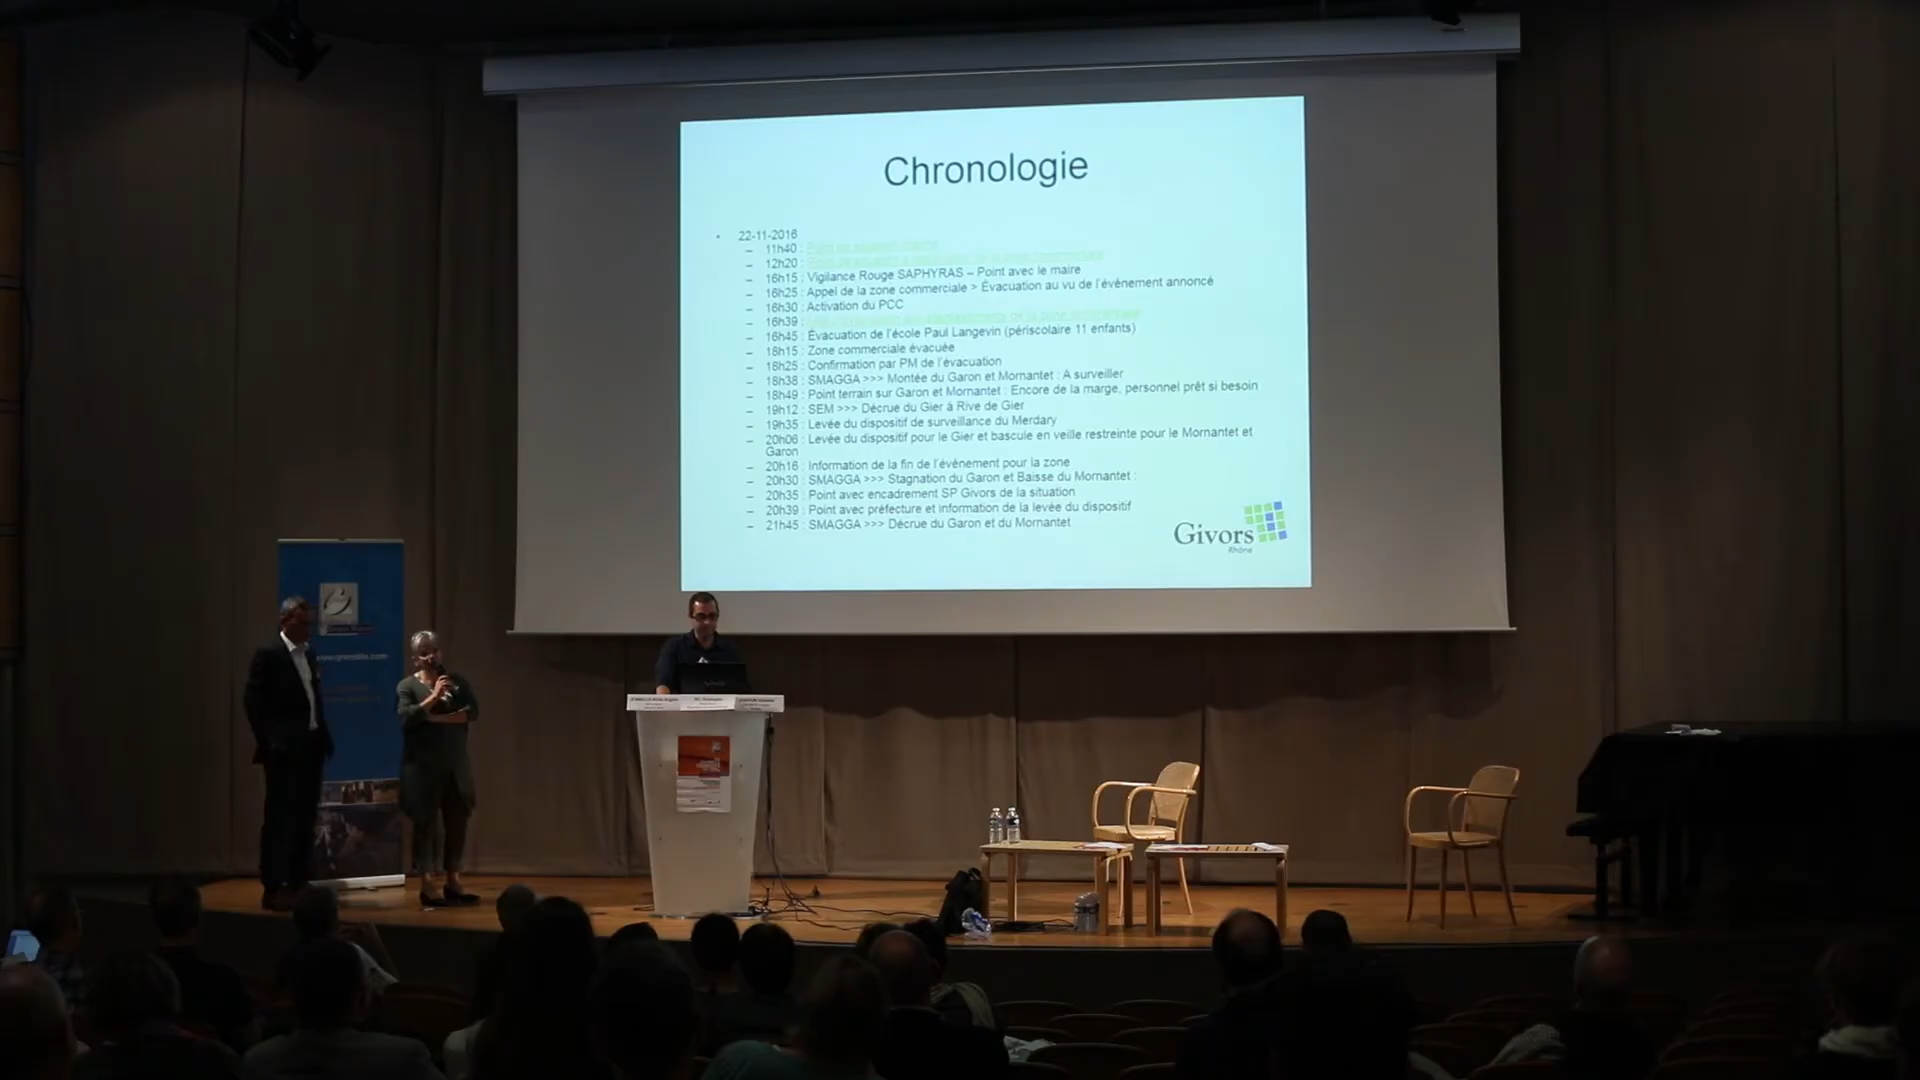 Chronologie
• 22-11-2016
– 11h40 :
– 12h20 :
– 16h15 : Vigilance Rouge SAPHYRAS – Point avec le maire
– 16h25 : Appel de la zone commerciale > Évacuation au vu de l'évènement annoncé
– 16h30 : Activation du PCC
– 16h39 :
– 16h45 : Évacuation de l'école Paul Langevin (périscolaire 11 enfants)
– 18h15 : Zone commerciale évacuée
– 18h25 : Confirmation par PM de l'évacuation
– 18h38 : SMAGGA >>> Montée du Garon et Mornantet : A surveiller
– 18h49 : Point terrain sur Garon et Mornantet : Encore de la marge, personnel prêt si besoin
– 19h12 : SEM >>> Décrue du Gier à Rive de Gier
– 19h35 : Levée du dispositif de surveillance du Merdary
– 20h06 : Levée du dispositif pour le Gier et bascule en veille restreinte pour le Mornantet et
Garon
– 20h16 : Information de la fin de l'évènement pour la zone
– 20h30 : SMAGGA >>> Stagnation du Garon et Baisse du Mornantet :
– 20h35 : Point avec encadrement SP Givors de la situation
– 20h39 : Point avec préfecture et information de la levée du dispositif
– 21h45 : SMAGGA >>> Décrue du Garon et du Mornantet
Givors
Rhône